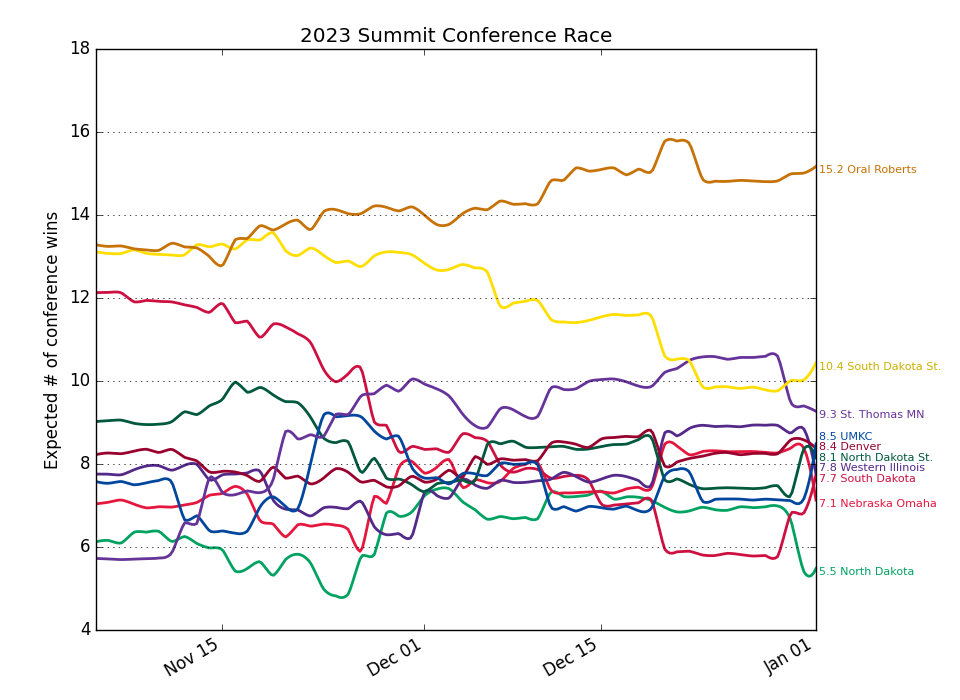 2023 Summit Conference Race
Expected # of conference wins
18
16
14
12
10
8
6
4
Nov 15
Dec 01
Dec 15
Jan 01
15.2 Oral Roberts
10.4 South Dakota St.
9.3 St. Thomas MN
8.5 UMKC
8.4 Denver
8.1 North Dakota St.
7.8 Western Illinois
7.7 South Dakota
7.1 Nebraska Omaha
5.5 North Dakota